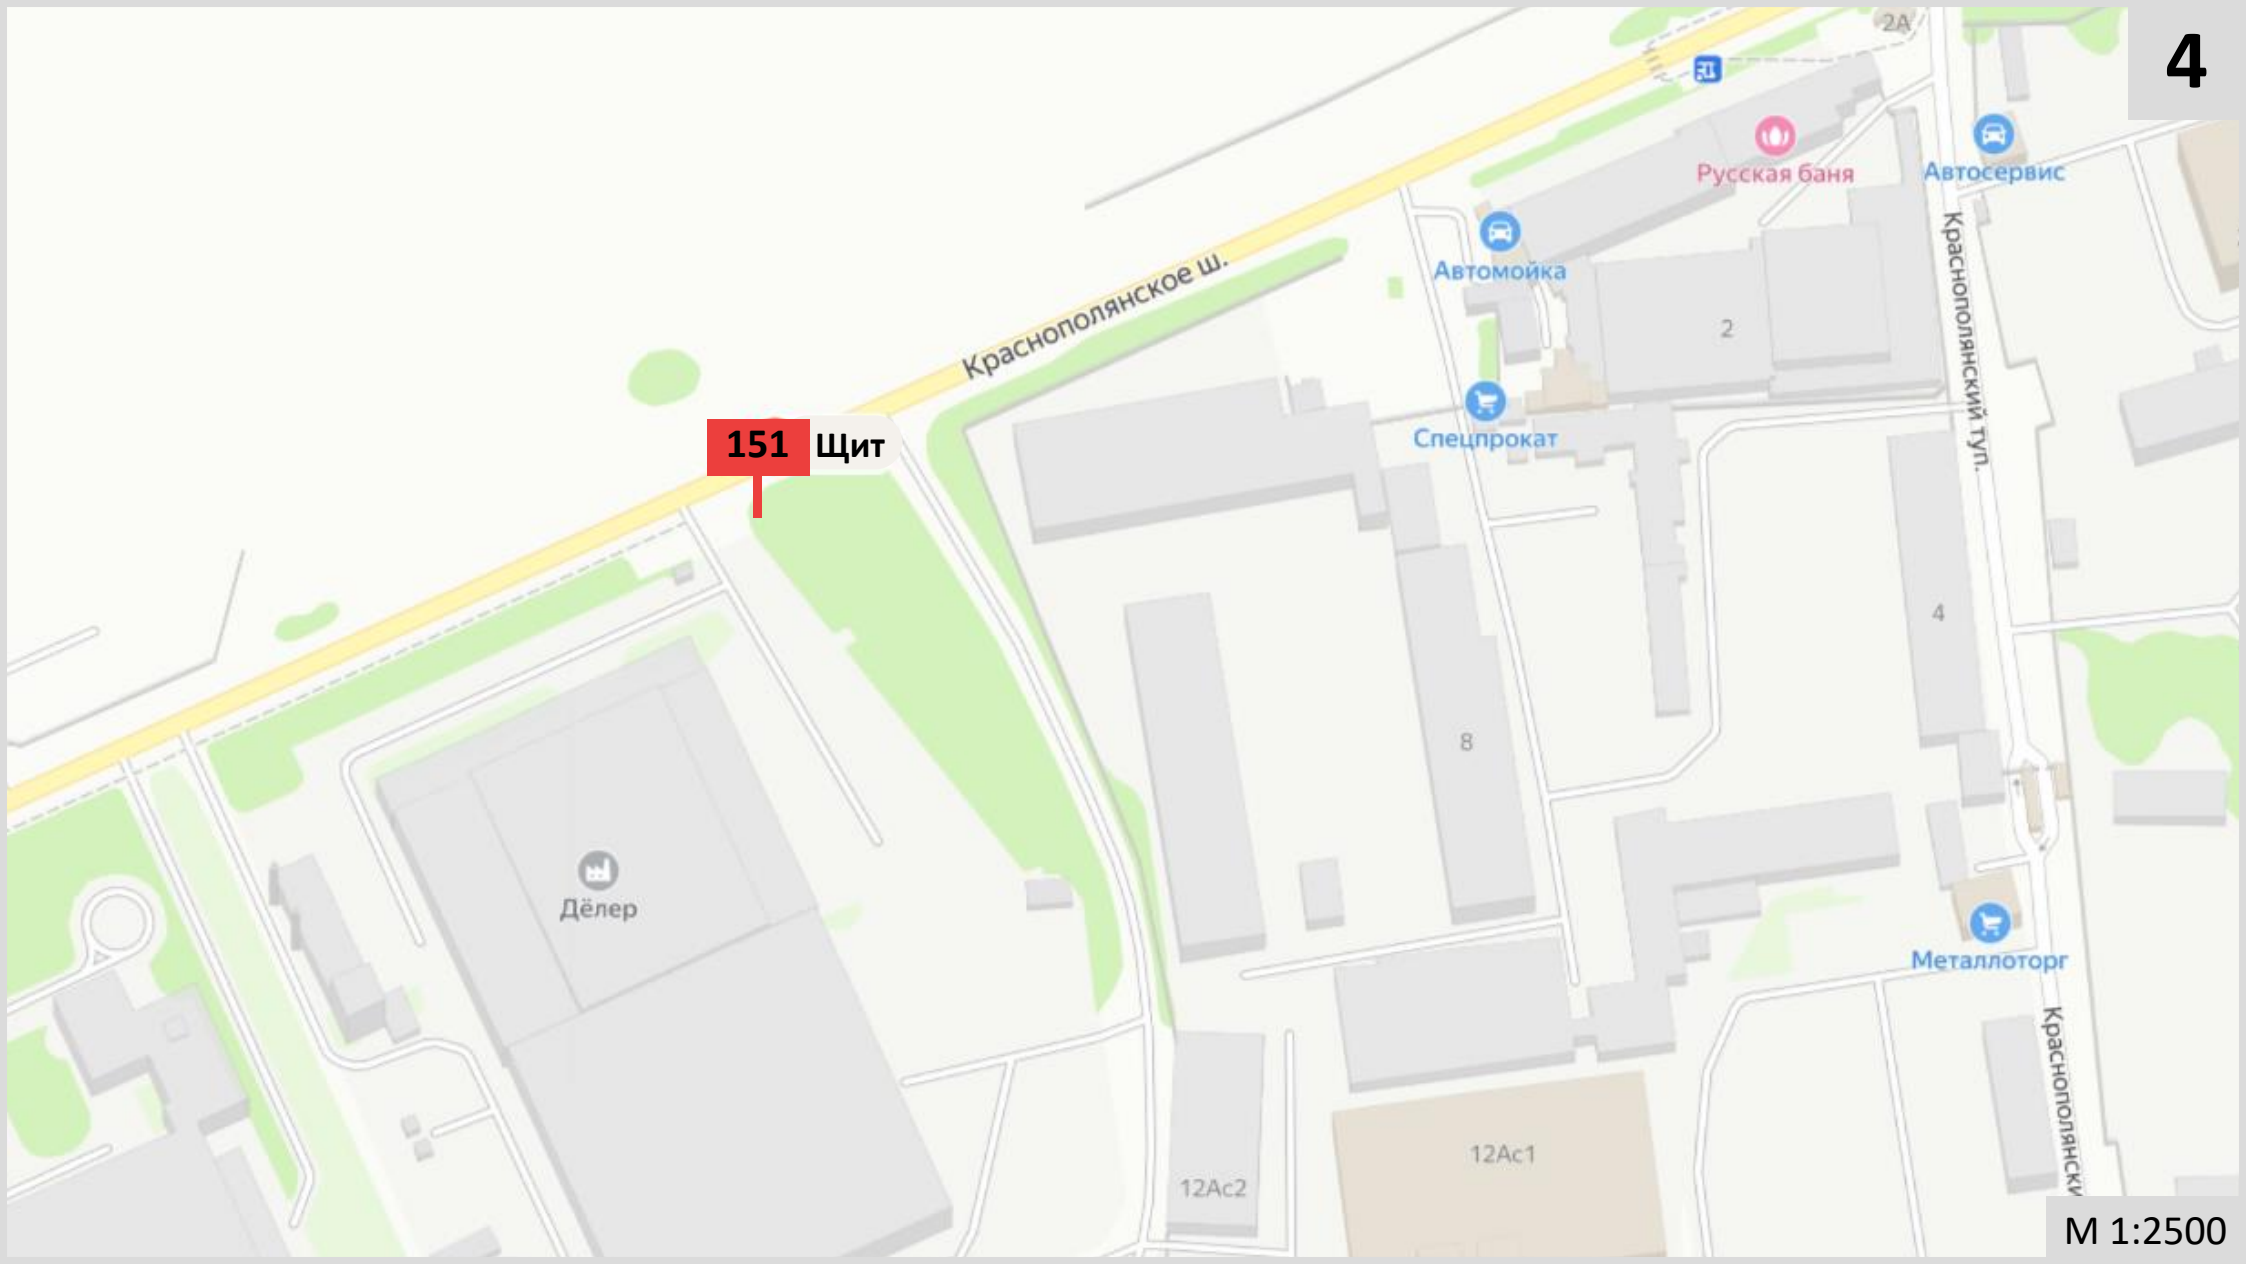 4
2А
Русская баня
Автосервис
Автомойка
Краснополянское ш.
Краснополянский туп.
2
Спецпрокат
151 Щит
4
8
Дёлер
Металлоторг
12Ас1
12Ас2
М 1:2500